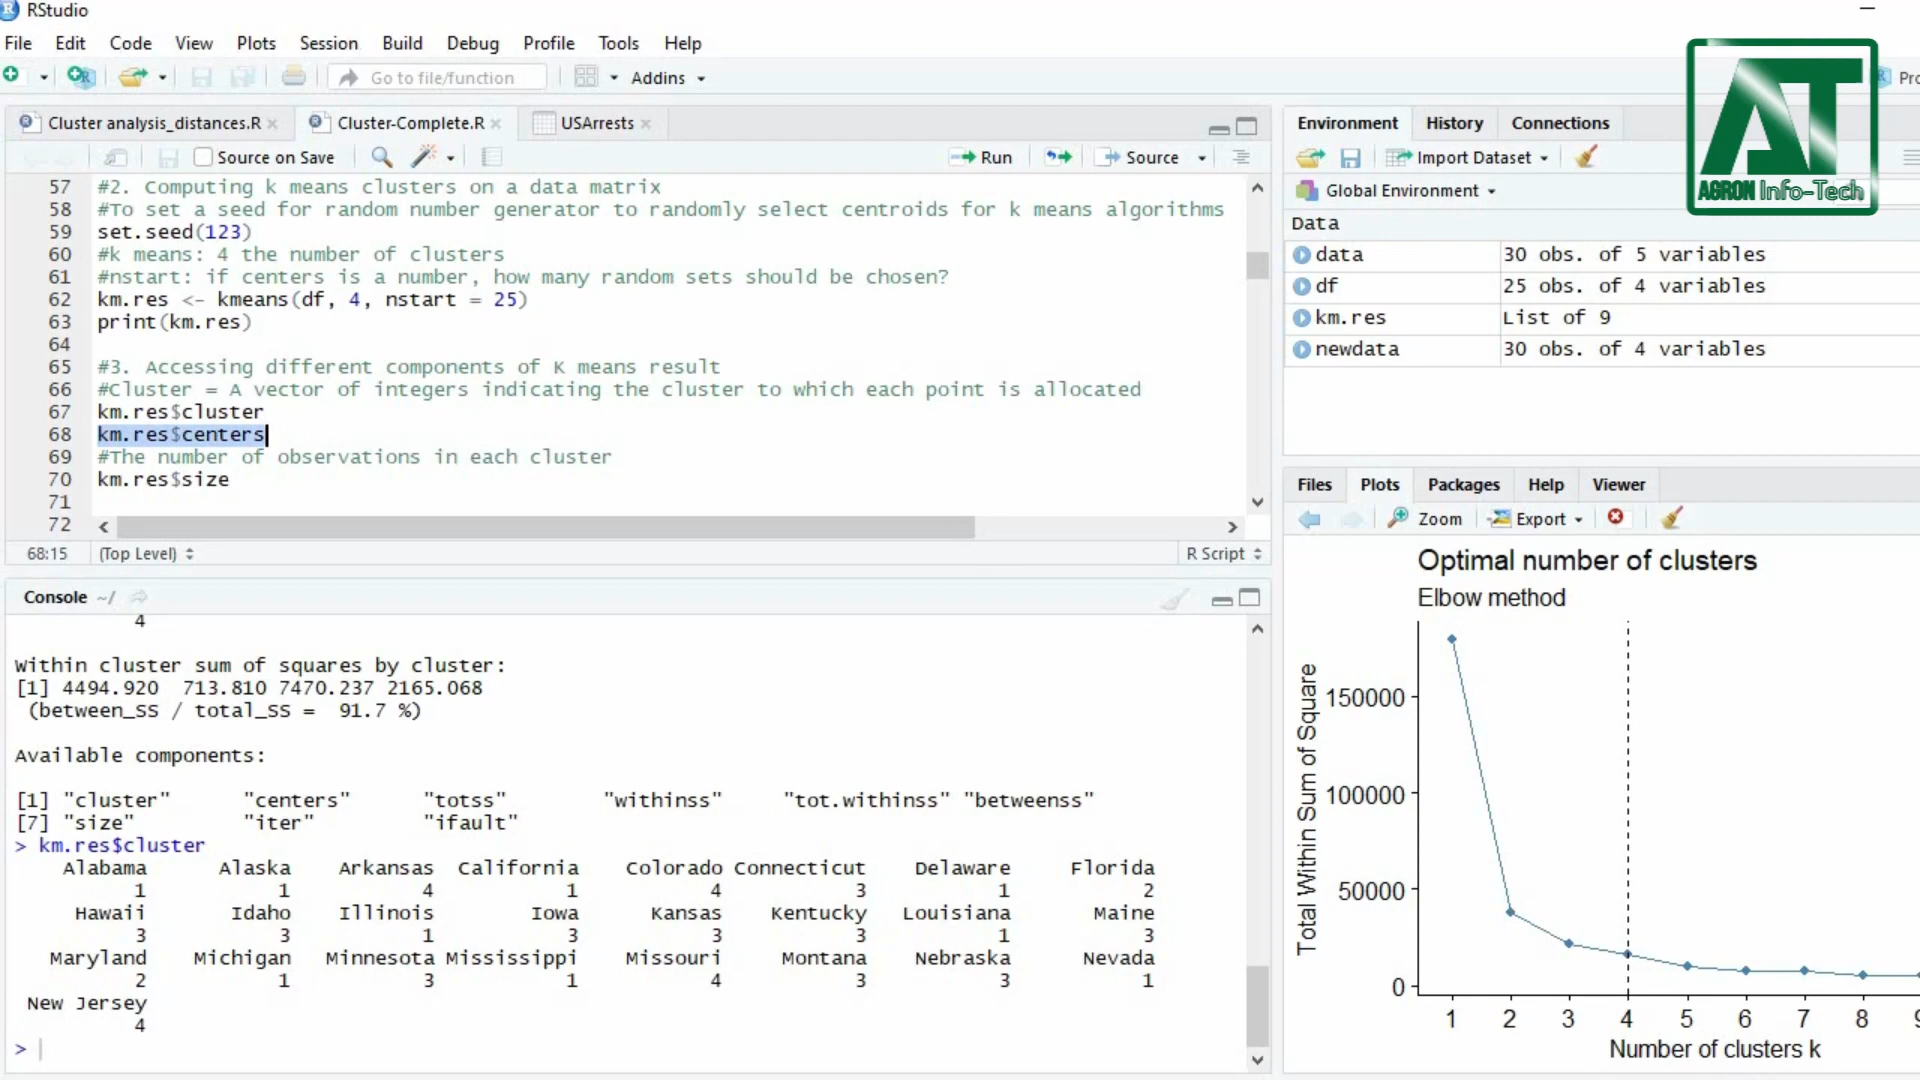 RStudio
File Edit Code View Plots Session Build Debug Profile Tools Help
Go to file/function Addins
Cluster analysis_distances.R Cluster-Complete.R USArrests
Source on Save Run Source
57 #2. Computing k means clusters on a data matrix
58 #To set a seed for random number generator to randomly select centroids for k means algorithms
59 set.seed(123)
60 #k means: 4 the number of clusters
61 #nstart: if centers is a number, how many random sets should be chosen?
62 km.res <- kmeans(df, 4, nstart = 25)
63 print(km.res)
64
65 #3. Accessing different components of K means result
66 #Cluster = A vector of integers indicating the cluster to which each point is allocated
67 km.res$cluster
68 km.res$centers
69 #The number of observations in each cluster
70 km.res$size
71
72
68:15 (Top Level) R Script
Console ~/
4
Within cluster sum of squares by cluster:
[1] 4494.920 713.810 7470.237 2165.068
(between_SS / total_SS = 91.7 %)
Available components:
[1] "cluster" "centers" "totss" "withinss" "tot.withinss" "betweenss"
[7] "size" "iter" "ifault"
> km.res$cluster
Alabama Alaska Arkansas California Colorado Connecticut Delaware Florida
1 1 4 1 4 3 1 2
Hawaii Idaho Illinois Iowa Kansas Kentucky Louisiana Maine
3 3 1 3 3 3 1 3
Maryland Michigan Minnesota Mississippi Missouri Montana Nebraska Nevada
2 1 3 1 4 3 3 1
New Jersey
4
>
AT
AGRON Info-Tech
Environment History Connections
Import Dataset
Global Environment
Data
data 30 obs. of 5 variables
df 25 obs. of 4 variables
km.res List of 9
newdata 30 obs. of 4 variables
Files Plots Packages Help Viewer
Zoom Export
Optimal number of clusters
Elbow method
Total Within Sum of Square
150000
100000
50000
0
1 2 3 4 5 6 7 8
Number of clusters k